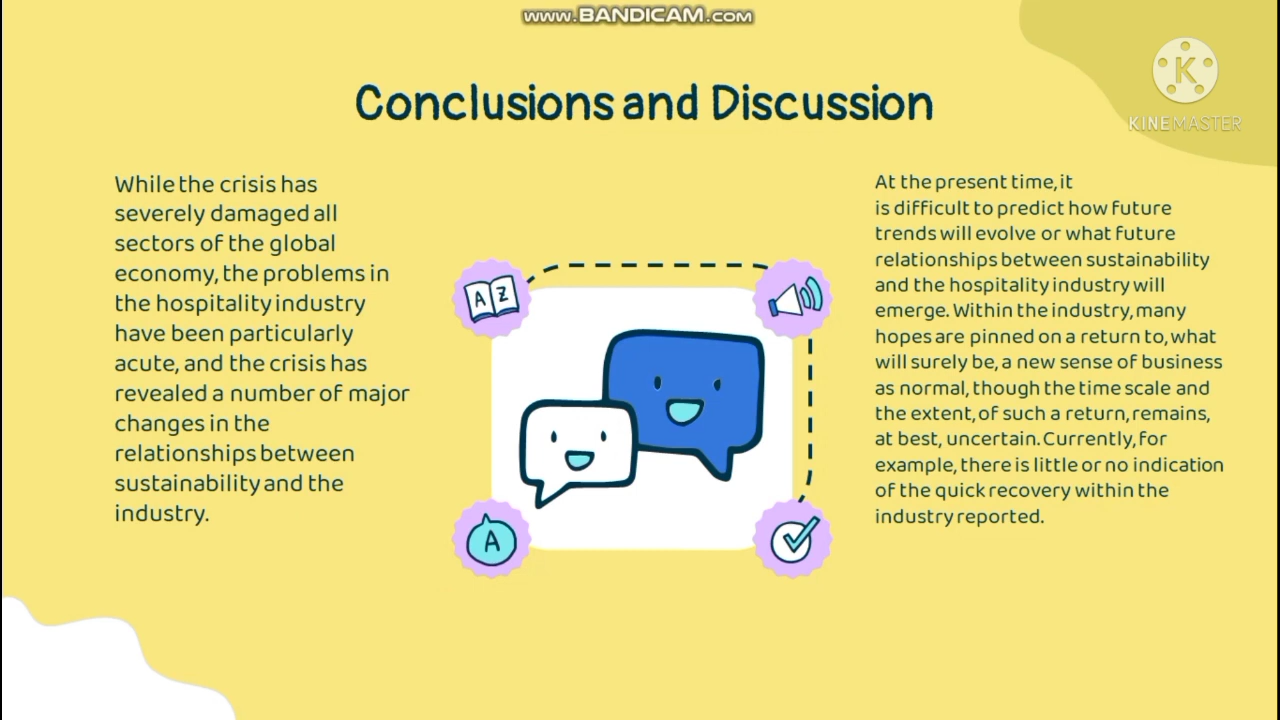 www.BANDICAM.com
K
KINEMASTER
Conclusions and Discussion
While the crisis has
severely damaged all
sectors of the global
economy, the problems in
the hospitality industry
have been particularly
acute, and the crisis has
revealed a number of major
changes in the
relationships between
sustainability and the
industry.
A Z
A
At the present time, it
is difficult to predict how future
trends will evolve or what future
relationships between sustainability
and the hospitality industry will
emerge. Within the industry, many
hopes are pinned on a return to, what
will surely be, a new sense of business
as normal, though the time scale and
the extent, of such a return, remains,
at best, uncertain. Currently, for
example, there is little or no indication
of the quick recovery within the
industry reported.